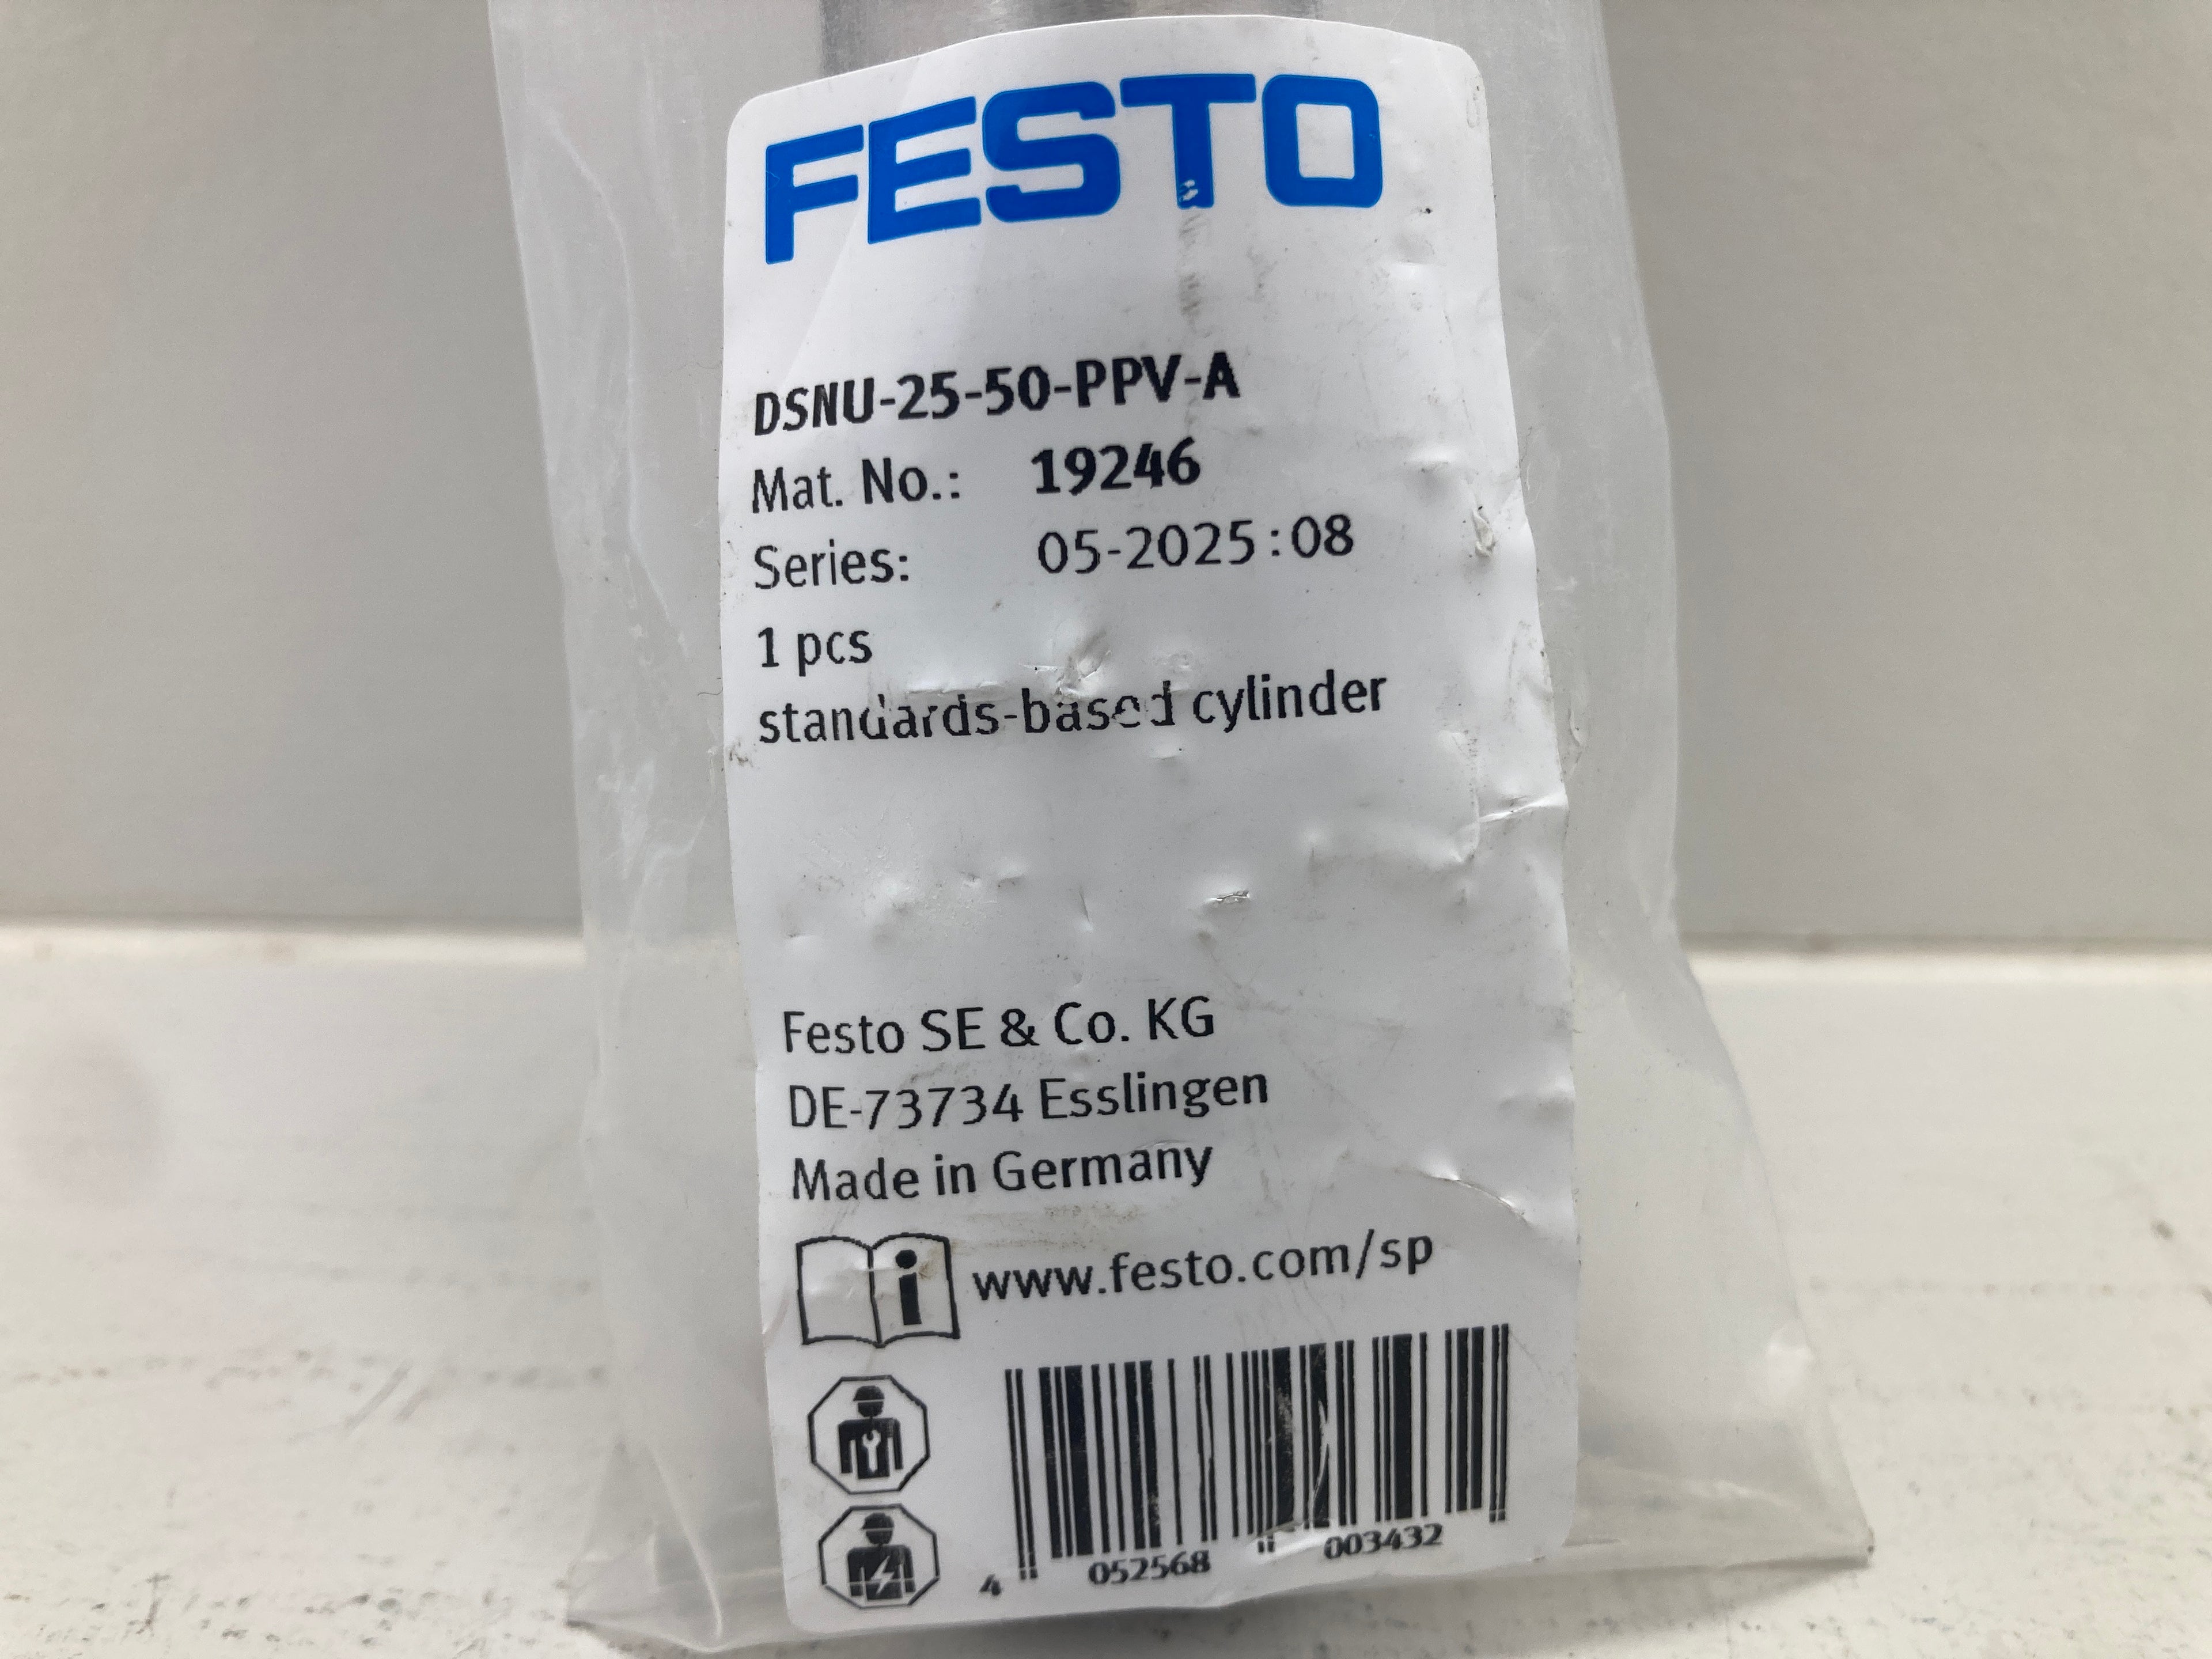 FESTO
DSNU-25-50-PPV-A
Mat. No.: 19246
Series: 05-2025:08
1 pcs
standards-based cylinder
Festo SE & Co. KG
DE-73734 Esslingen
Made in Germany
i www.festo.com/sp
4 052568 003432